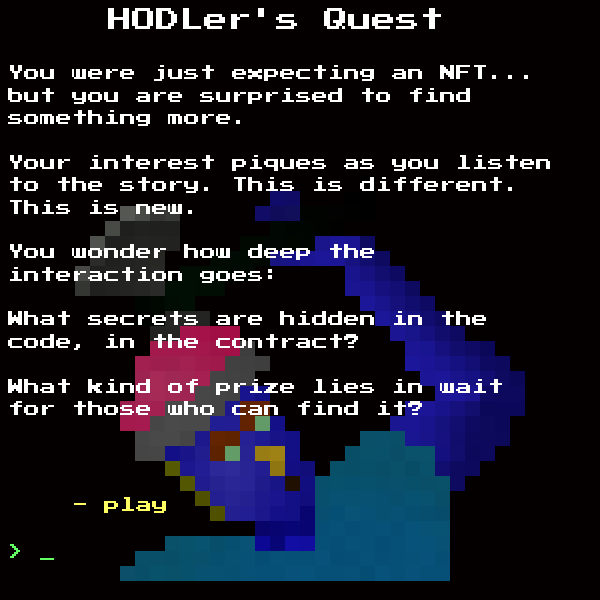 HODLer's Quest
You were just expecting an NFT...
but you are surprised to find
something more.
Your interest piques as you listen
to the story. This is different.
This is new.
You wonder how deep the
interaction goes:
What secrets are hidden in the
code, in the contract?
What kind of prize lies in wait
for those who can find it?
- play
> _